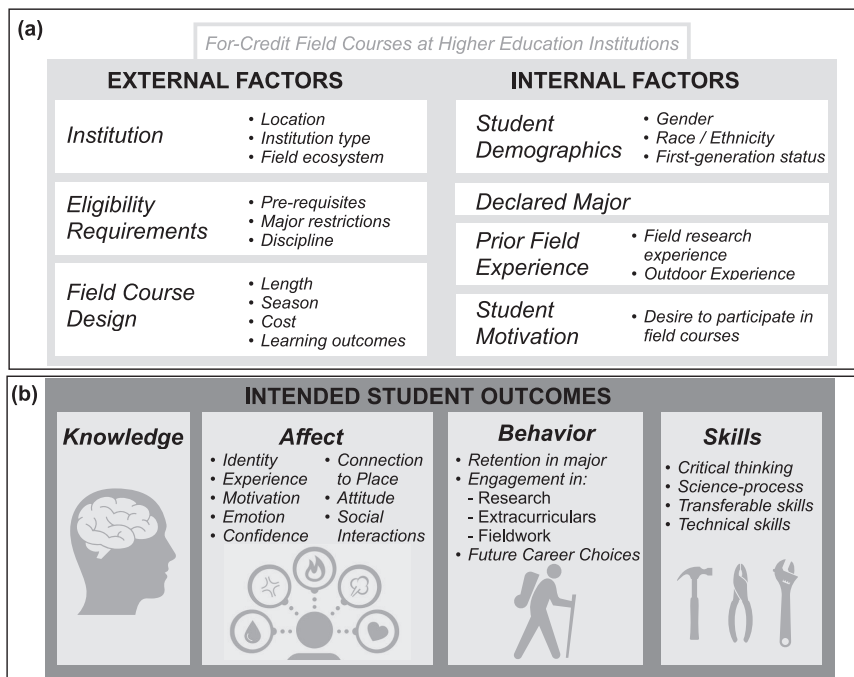 (a)
For-Credit Field Courses at Higher Education Institutions
EXTERNAL FACTORS
Institution
• Location
• Institution type
• Field ecosystem
Eligibility
Requirements
• Pre-requisites
• Major restrictions
• Discipline
Field Course
Design
• Length
• Season
• Cost
• Learning outcomes
INTERNAL FACTORS
Student
Demographics
• Gender
• Race / Ethnicity
• First-generation status
Declared Major
Prior Field
Experience
• Field research
experience
• Outdoor Experience
Student
Motivation
• Desire to participate in
field courses
(b)
INTENDED STUDENT OUTCOMES
Knowledge
Affect
• Identity
• Experience
• Motivation
• Emotion
• Confidence
• Connection
to Place
• Attitude
• Social
Interactions
Behavior
• Retention in major
• Engagement in:
- Research
- Extracurriculars
- Fieldwork
• Future Career Choices
Skills
• Critical thinking
• Science-process
• Transferable skills
• Technical skills